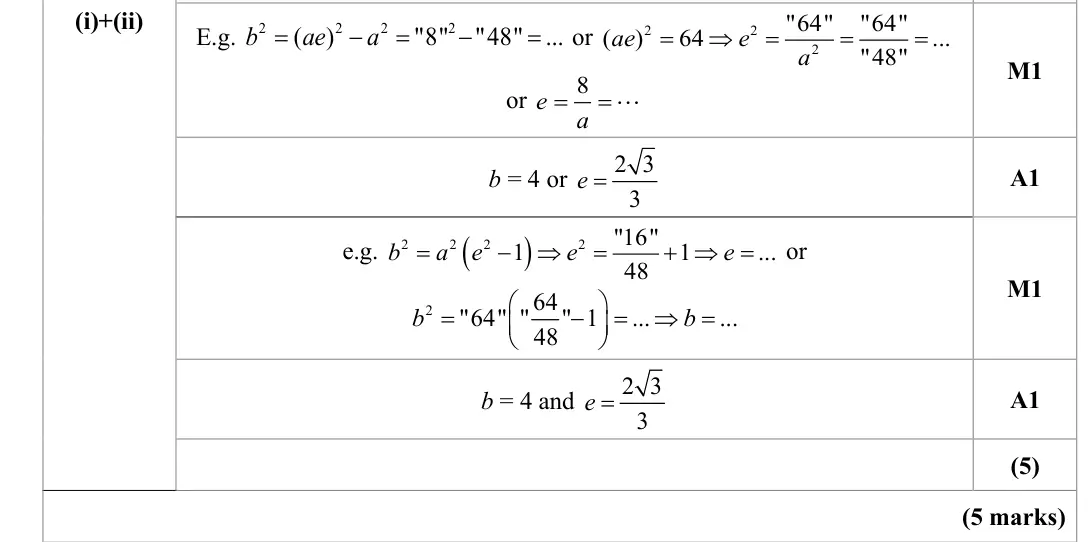 (i)+(ii)
E.g. b² = (ae)² − a² = "8"² − "48" = ... or (ae)² = 64 ⇒ e² = "64"/a² = "64"/"48" = ...
or e = 8/a = ⋯
M1
b = 4 or e = 2√3/3
A1
e.g. b² = a²(e² − 1) ⇒ e² = "16"/48 + 1 ⇒ e = ... or
b² = "64"("64/48" − 1) = ... ⇒ b = ...
M1
b = 4 and e = 2√3/3
A1
(5)
(5 marks)